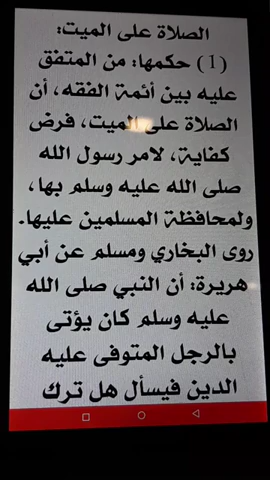 الصلاة على الميت:
(1) حكمها: من المتفق
عليه بين أئمة الفقه، أن
الصلاة على الميت، فرض
كفاية، لامر رسول الله
صلى الله عليه وسلم بها،
ولمحافظة المسلمين عليها.
روى البخاري ومسلم عن أبي
هريرة: أن النبي صلى الله
عليه وسلم كان يؤتى
بالرجل المتوفى عليه
الدين فيسأل هل ترك